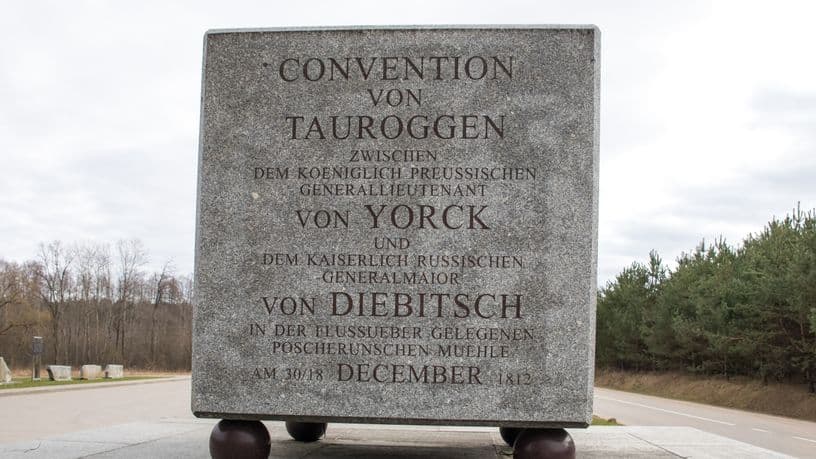 CONVENTION
VON
TAUROGGEN
ZWISCHEN
DEM KOENIGLICH PREUSSISCHEN
GENERALLIEUTENANT
VON YORCK
UND
DEM KAISERLICH RUSSISCHEN
GENERALMAIOR
VON DIEBITSCH
IN DER FLUSSUEBER GELEGENEN
POSCHERUNSCHEN MUEHLE
AM 30/18 DECEMBER 1812